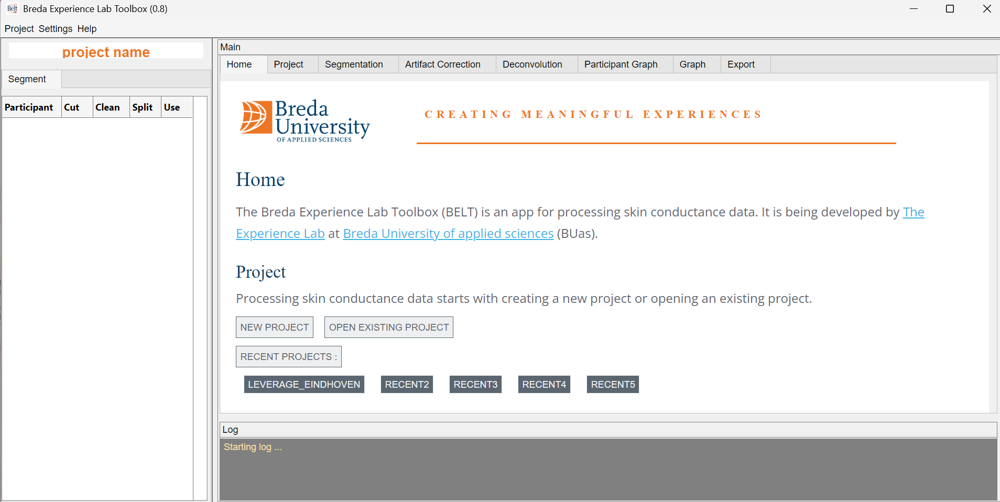 Belt Breda Experience Lab Toolbox (0.8)
Project Settings Help
project name
Segment
Participant Cut Clean Split Use
Main
Home Project Segmentation Artifact Correction Deconvolution Participant Graph Graph Export
Breda
University
OF APPLIED SCIENCES
CREATING MEANINGFUL EXPERIENCES
Home
The Breda Experience Lab Toolbox (BELT) is an app for processing skin conductance data. It is being developed by The
Experience Lab at Breda University of applied sciences (BUas).
Project
Processing skin conductance data starts with creating a new project or opening an existing project.
NEW PROJECT OPEN EXISTING PROJECT
RECENT PROJECTS :
LEVERAGE_EINDHOVEN RECENT2 RECENT3 RECENT4 RECENT5
Log
Starting log ...